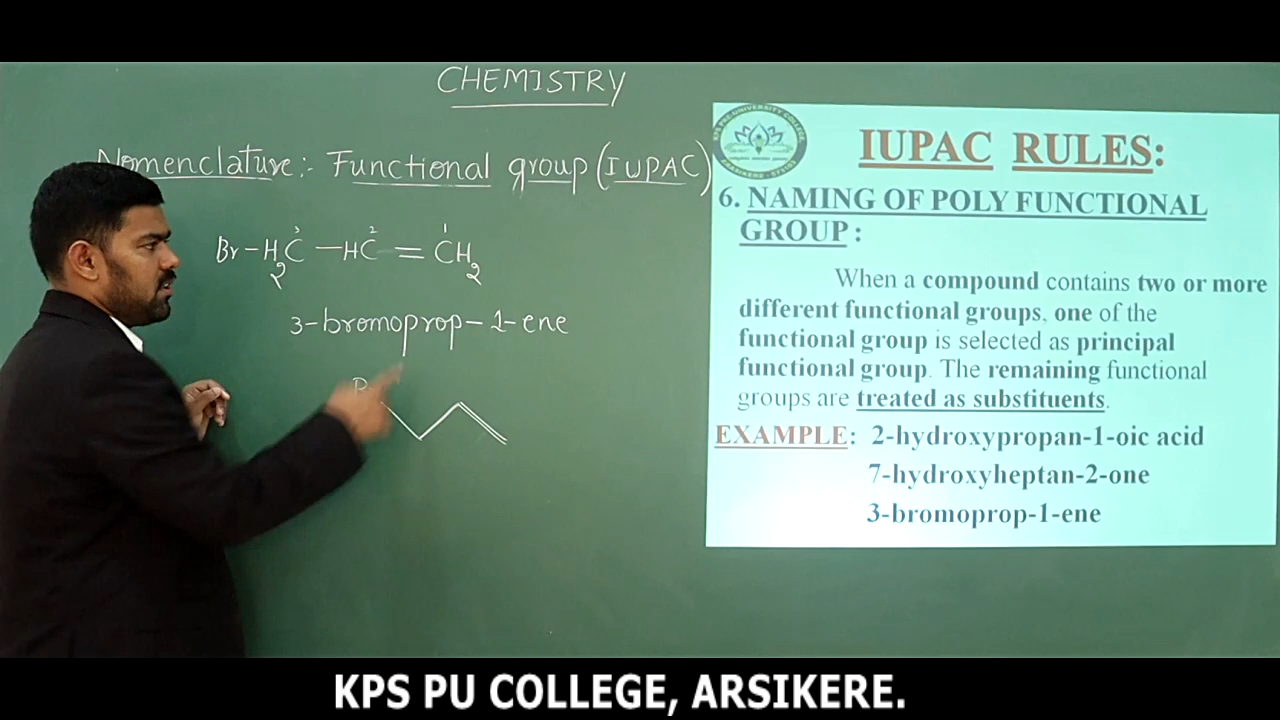 CHEMISTRY
Nomenclature:- Functional group (IUPAC)
Br-H₂C³-HC²=C¹H₂
3-bromoprop-1-ene
IUPAC RULES:
6. NAMING OF POLY FUNCTIONAL
GROUP:
When a compound contains two or more
different functional groups, one of the
functional group is selected as principal
functional group. The remaining functional
groups are treated as substituents.
EXAMPLE: 2-hydroxypropan-1-oic acid
7-hydroxyheptan-2-one
3-bromoprop-1-ene
KPS PU COLLEGE, ARSIKERE.